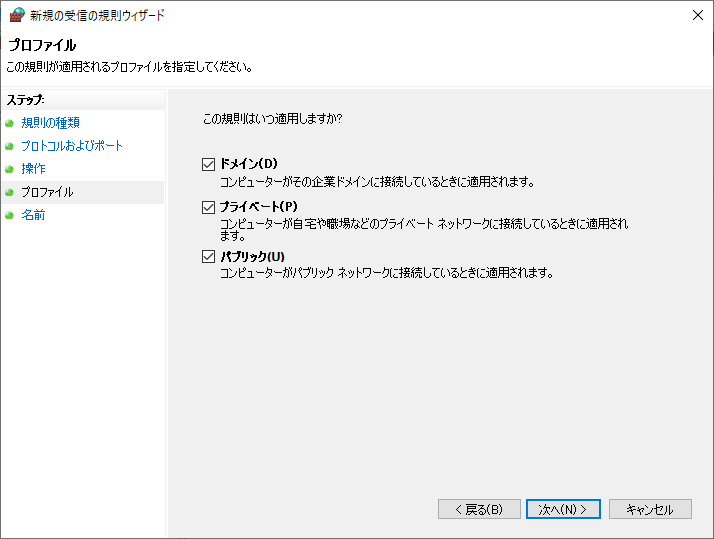 新規の受信の規則ウィザード
プロファイル
この規則が適用されるプロファイルを指定してください。
ステップ:
規則の種類
プロトコルおよびポート
操作
プロファイル
名前
この規則はいつ適用しますか?
ドメイン(D)
コンピューターがその企業ドメインに接続しているときに適用されます。
プライベート(P)
コンピューターが自宅や職場などのプライベート ネットワークに接続しているときに適用され
ます。
パブリック(U)
コンピューターがパブリック ネットワークに接続しているときに適用されます。
< 戻る(B)
次へ(N) >
キャンセル